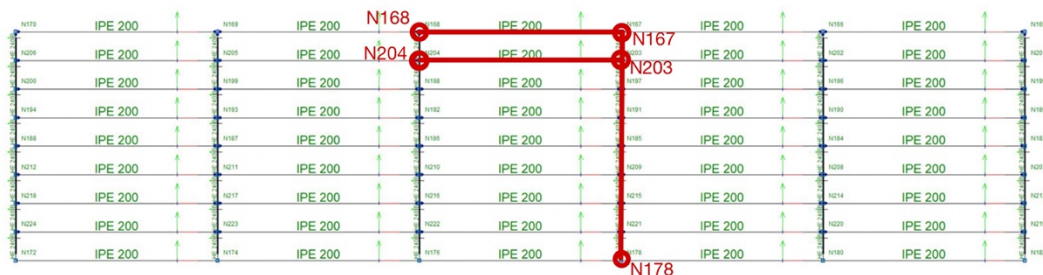 N170 IPE 200 N169 IPE 200 N168 N168 IPE 200 N167 N167 IPE 200 N165 IPE 200
N206 IPE 200 N205 IPE 200 N204 N204 IPE 200 N203 N203 IPE 200 N202 IPE 200
N200 IPE 200 N199 IPE 200 N198 IPE 200 N197 IPE 200 N196 IPE 200
N194 IPE 200 N193 IPE 200 N192 IPE 200 N191 IPE 200 N190 IPE 200
N188 IPE 200 N187 IPE 200 N186 IPE 200 N185 IPE 200 N184 IPE 200
N212 IPE 200 N211 IPE 200 N210 IPE 200 N209 IPE 200 N208 IPE 200
N218 IPE 200 N217 IPE 200 N216 IPE 200 N215 IPE 200 N214 IPE 200
N224 IPE 200 N223 IPE 200 N222 IPE 200 N221 IPE 200 N220 IPE 200
N172 IPE 200 N174 IPE 200 N176 IPE 200 N178 IPE 200 N180 IPE 200
N178